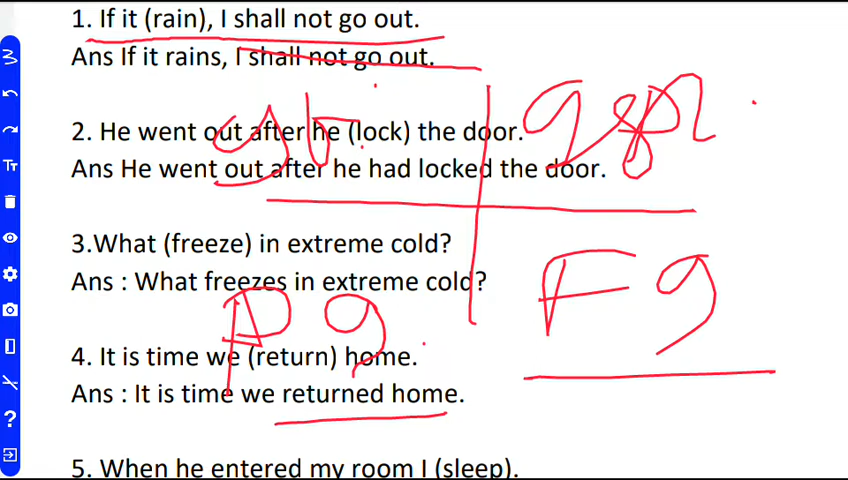 1. If it (rain), I shall not go out.
Ans If it rains, I shall not go out.
2. He went out after he (lock) the door.
Ans He went out after he had locked the door.
3.What (freeze) in extreme cold?
Ans : What freezes in extreme cold?
4. It is time we (return) home.
Ans : It is time we returned home.
5. When he entered my room I (sleep).